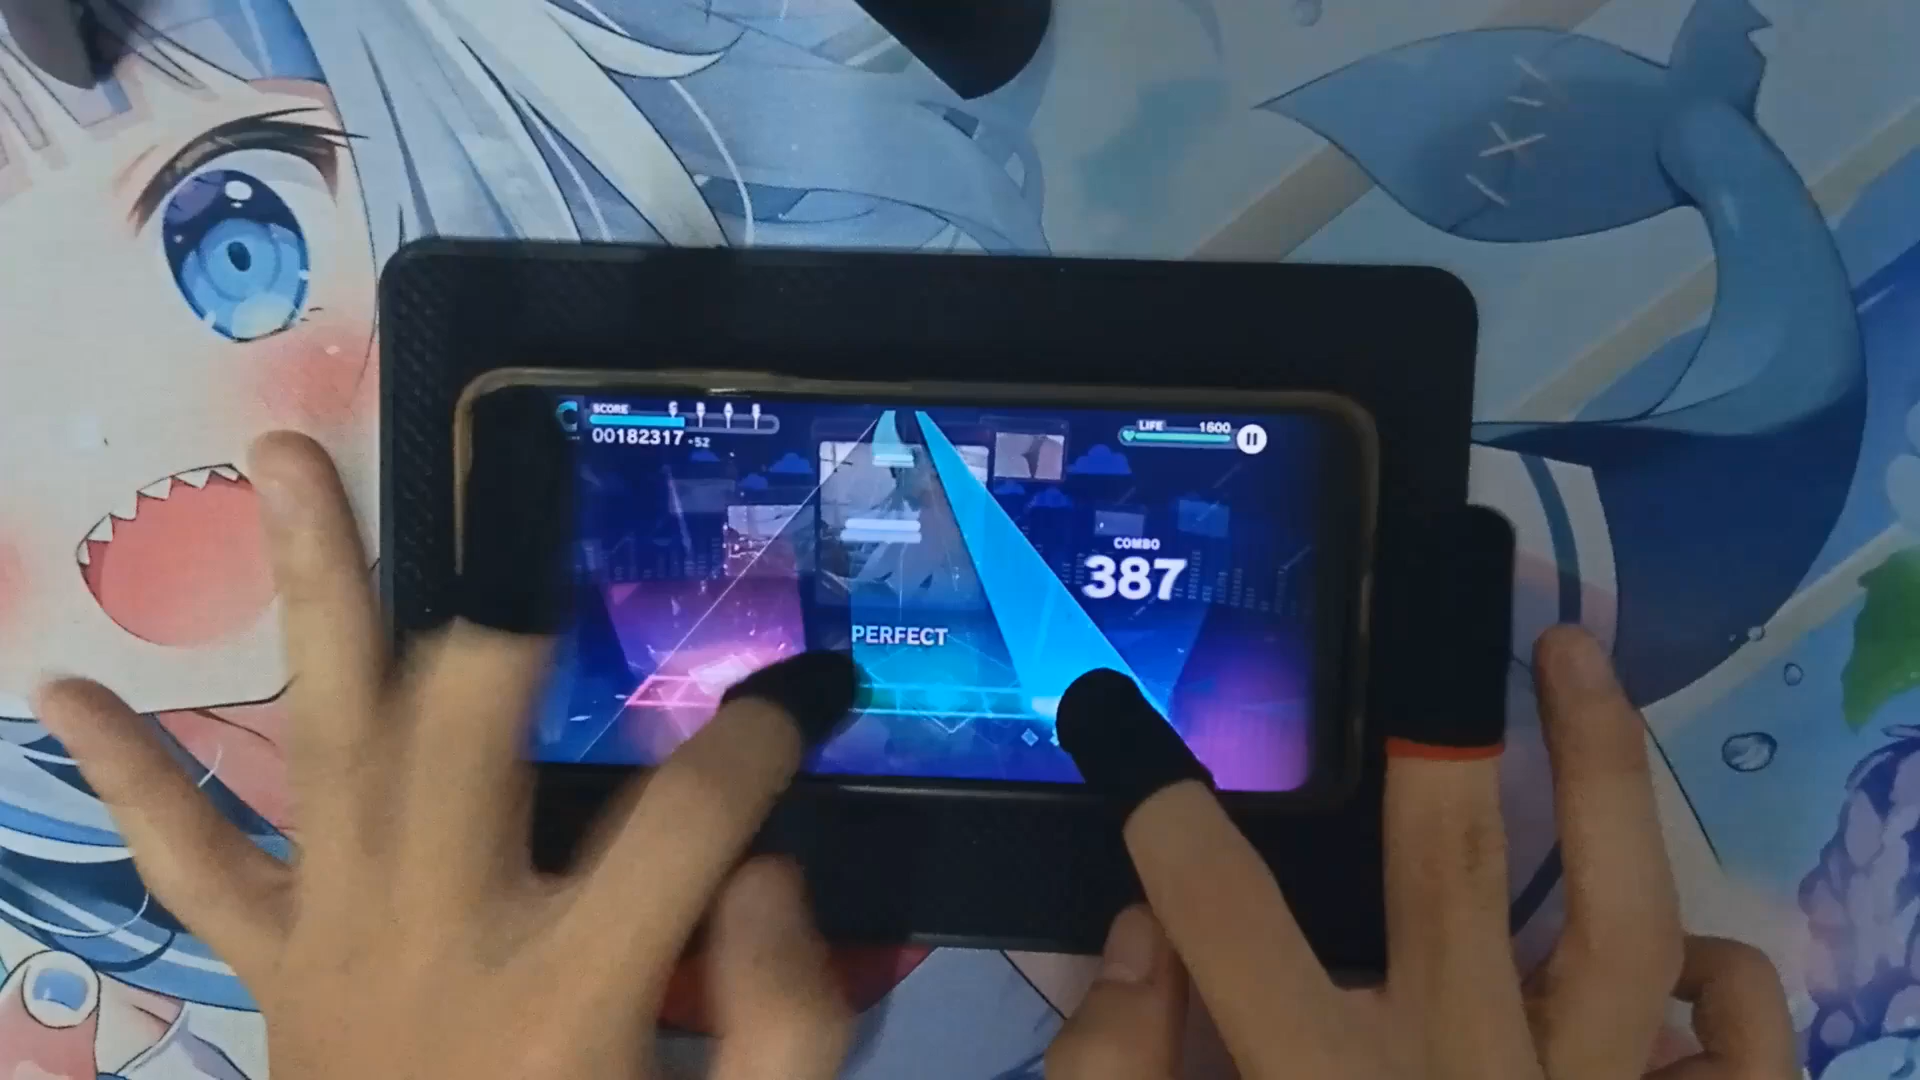 SCORE
C B A S
00182317 -52
LIFE 1600
COMBO
387
PERFECT